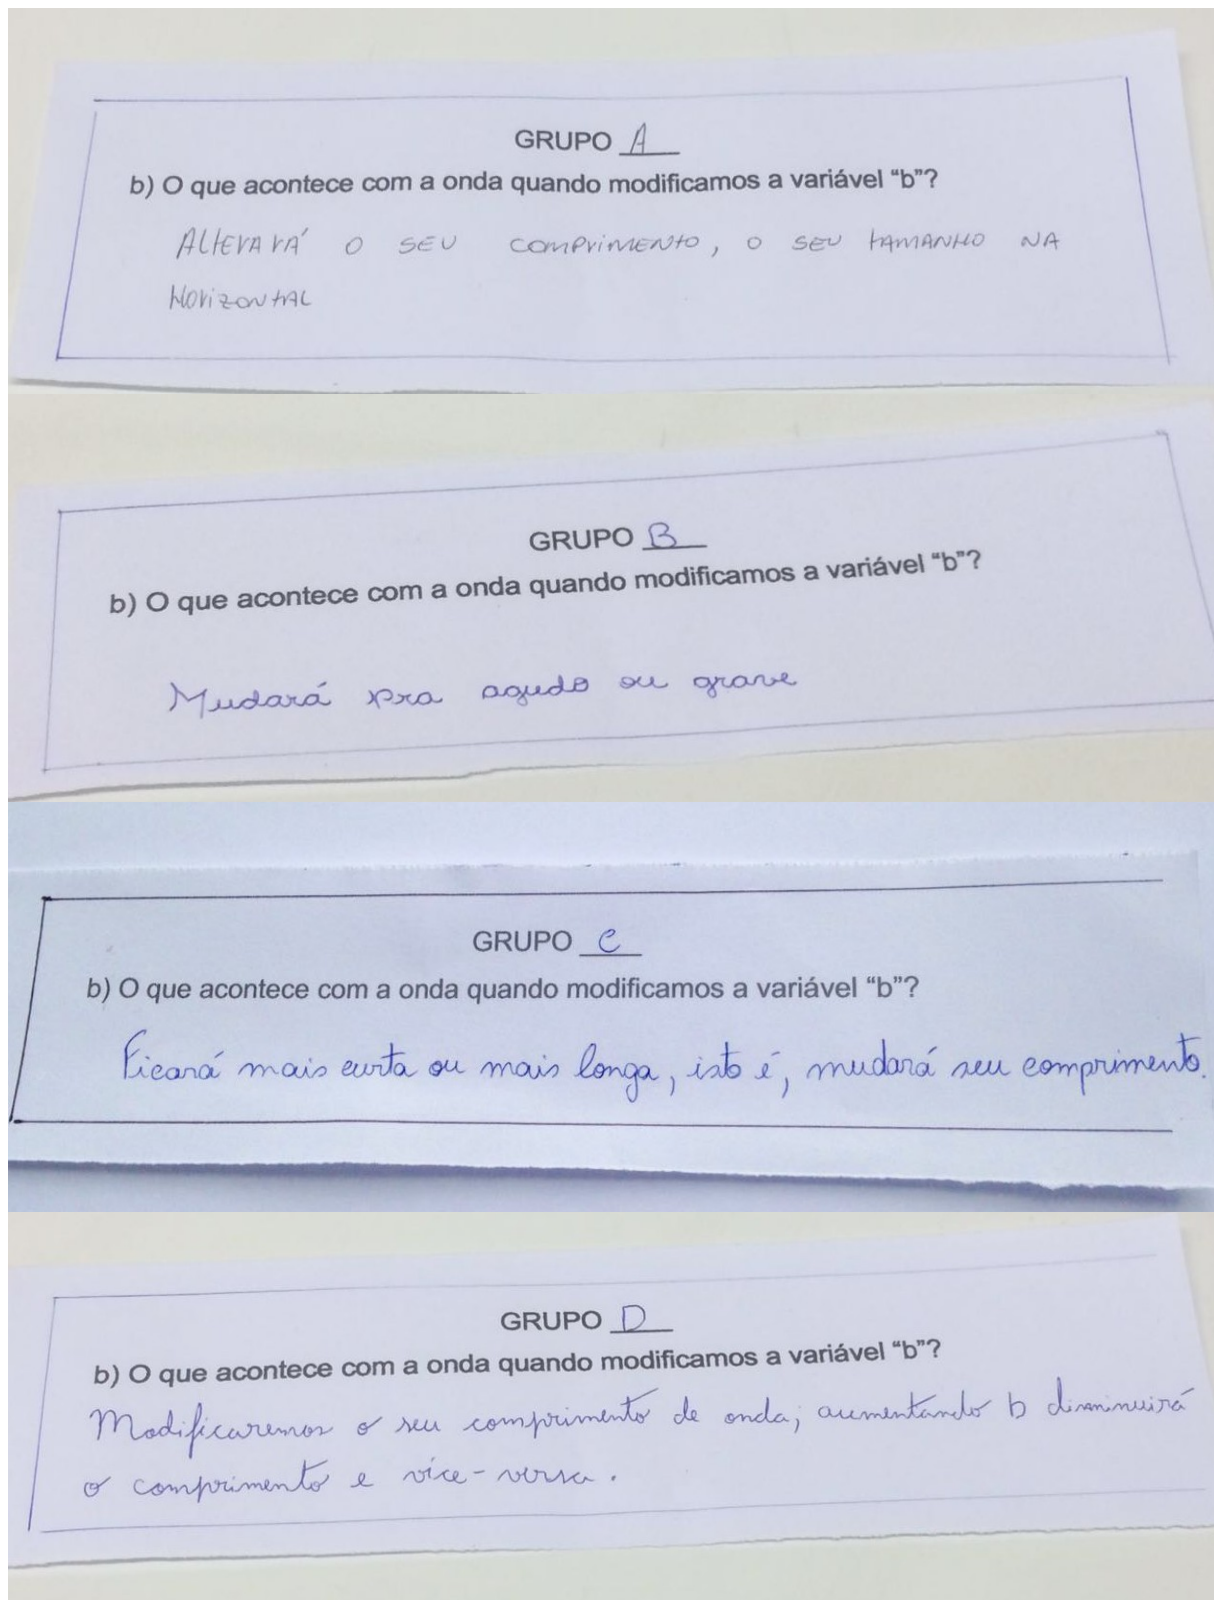 GRUPO A
b) O que acontece com a onda quando modificamos a variável “b”?
ALTERARÁ O SEU COMPRIMENTO, O SEU TAMANHO NA
HORIZONTAL
GRUPO B
b) O que acontece com a onda quando modificamos a variável “b”?
Mudará pra agudo ou grave
GRUPO C
b) O que acontece com a onda quando modificamos a variável “b”?
Ficará mais curta ou mais longa, isto é, mudará seu comprimento.
GRUPO D
b) O que acontece com a onda quando modificamos a variável “b”?
Modificaremos o seu comprimento de onda, aumentando b diminuirá
o comprimento e vice-versa.